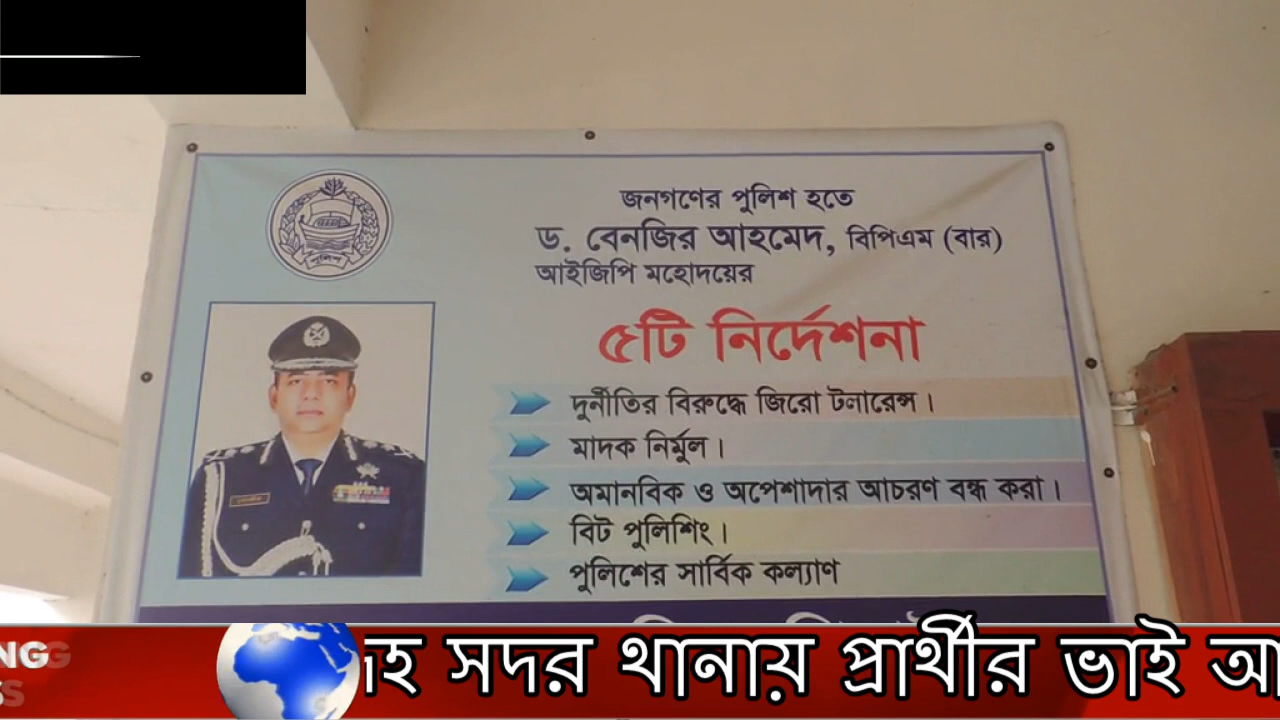 পুলিশ
জনগণের পুলিশ হতে
ড. বেনজির আহমেদ, বিপিএম (বার)
আইজিপি মহোদয়ের
৫টি নির্দেশনা
দুর্নীতির বিরুদ্ধে জিরো টলারেন্স।
মাদক নির্মুল।
অমানবিক ও অপেশাদার আচরণ বন্ধ করা।
বিট পুলিশিং।
পুলিশের সার্বিক কল্যাণ
NG
S
সদর থানায় প্রার্থীর ভাই